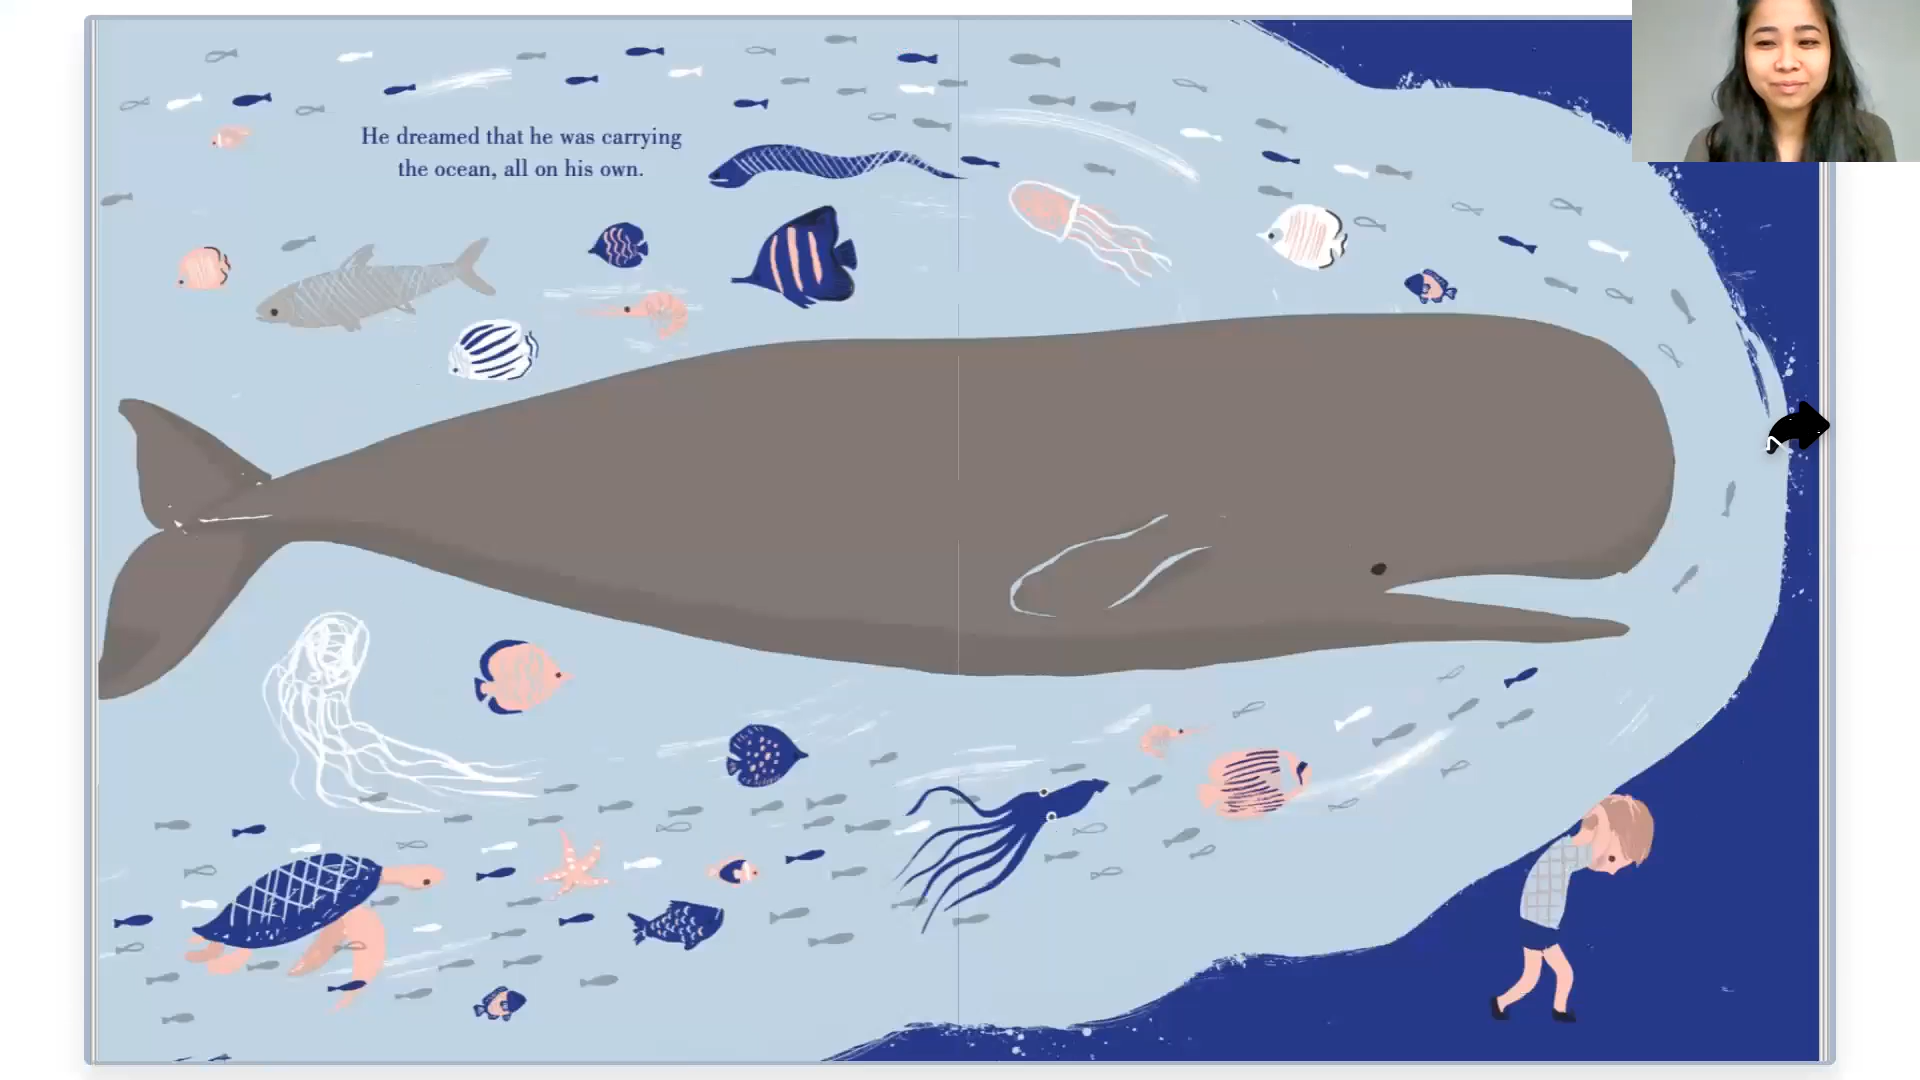 He dreamed that he was carrying
the ocean, all on his own.